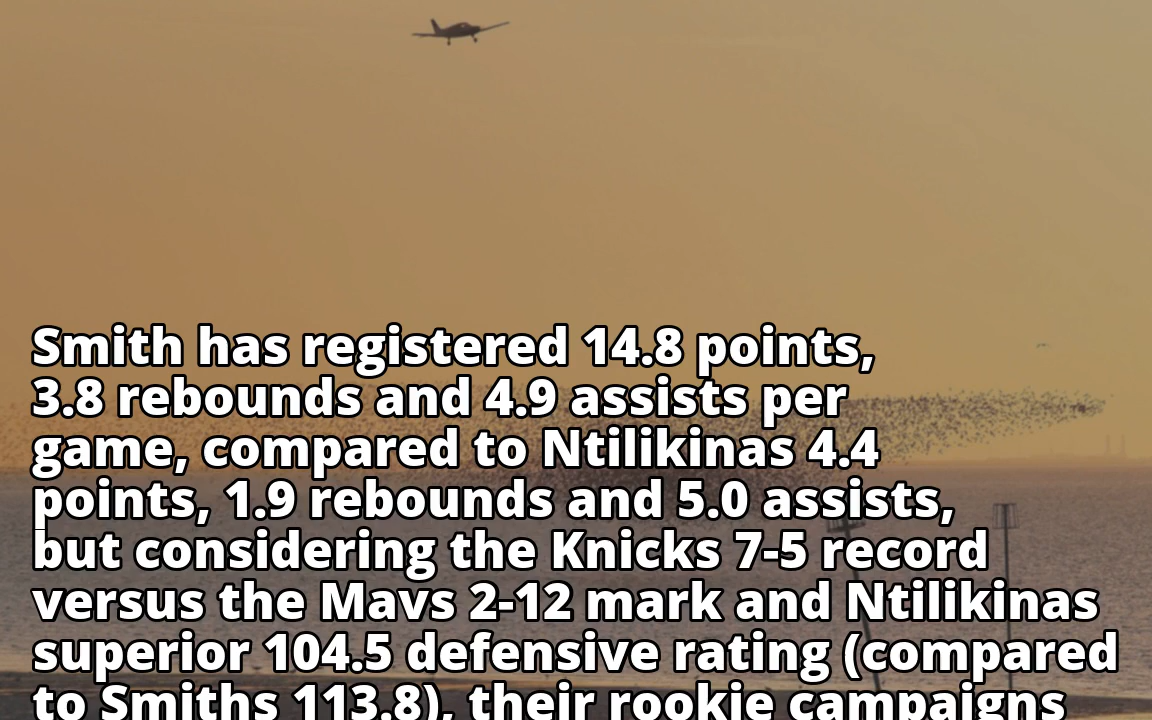 Smith has registered 14.8 points,
3.8 rebounds and 4.9 assists per
game, compared to Ntilikinas 4.4
points, 1.9 rebounds and 5.0 assists,
but considering the Knicks 7-5 record
versus the Mavs 2-12 mark and Ntilikinas
superior 104.5 defensive rating (compared
to Smiths 113.8), their rookie campaigns